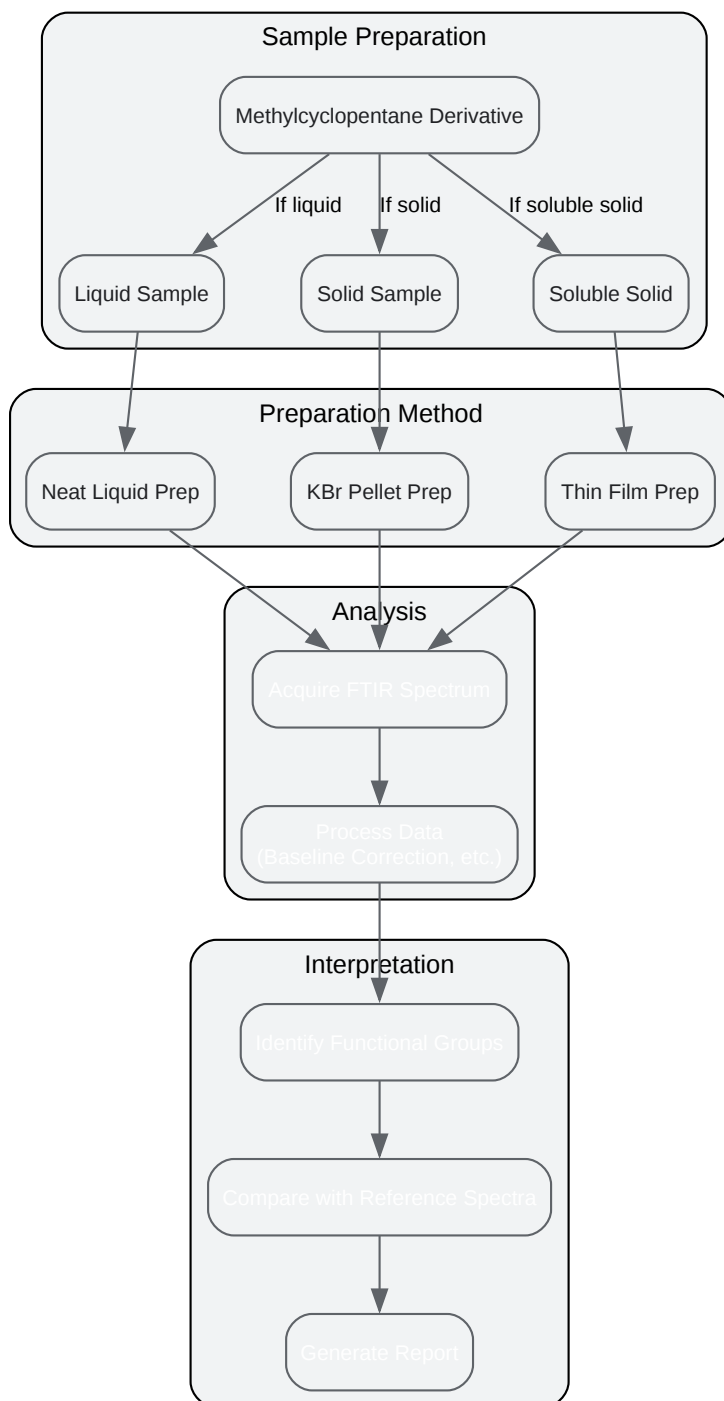 Sample Preparation
Methylcyclopentane Derivative
If liquid
If solid
If soluble solid
Liquid Sample
Solid Sample
Soluble Solid
Preparation Method
Neat Liquid Prep
KBr Pellet Prep
Thin Film Prep
Analysis
Acquire FTIR Spectrum
Process Data
(Baseline Correction, etc.)
Interpretation
Identify Functional Groups
Compare with Reference Spectra
Generate Report